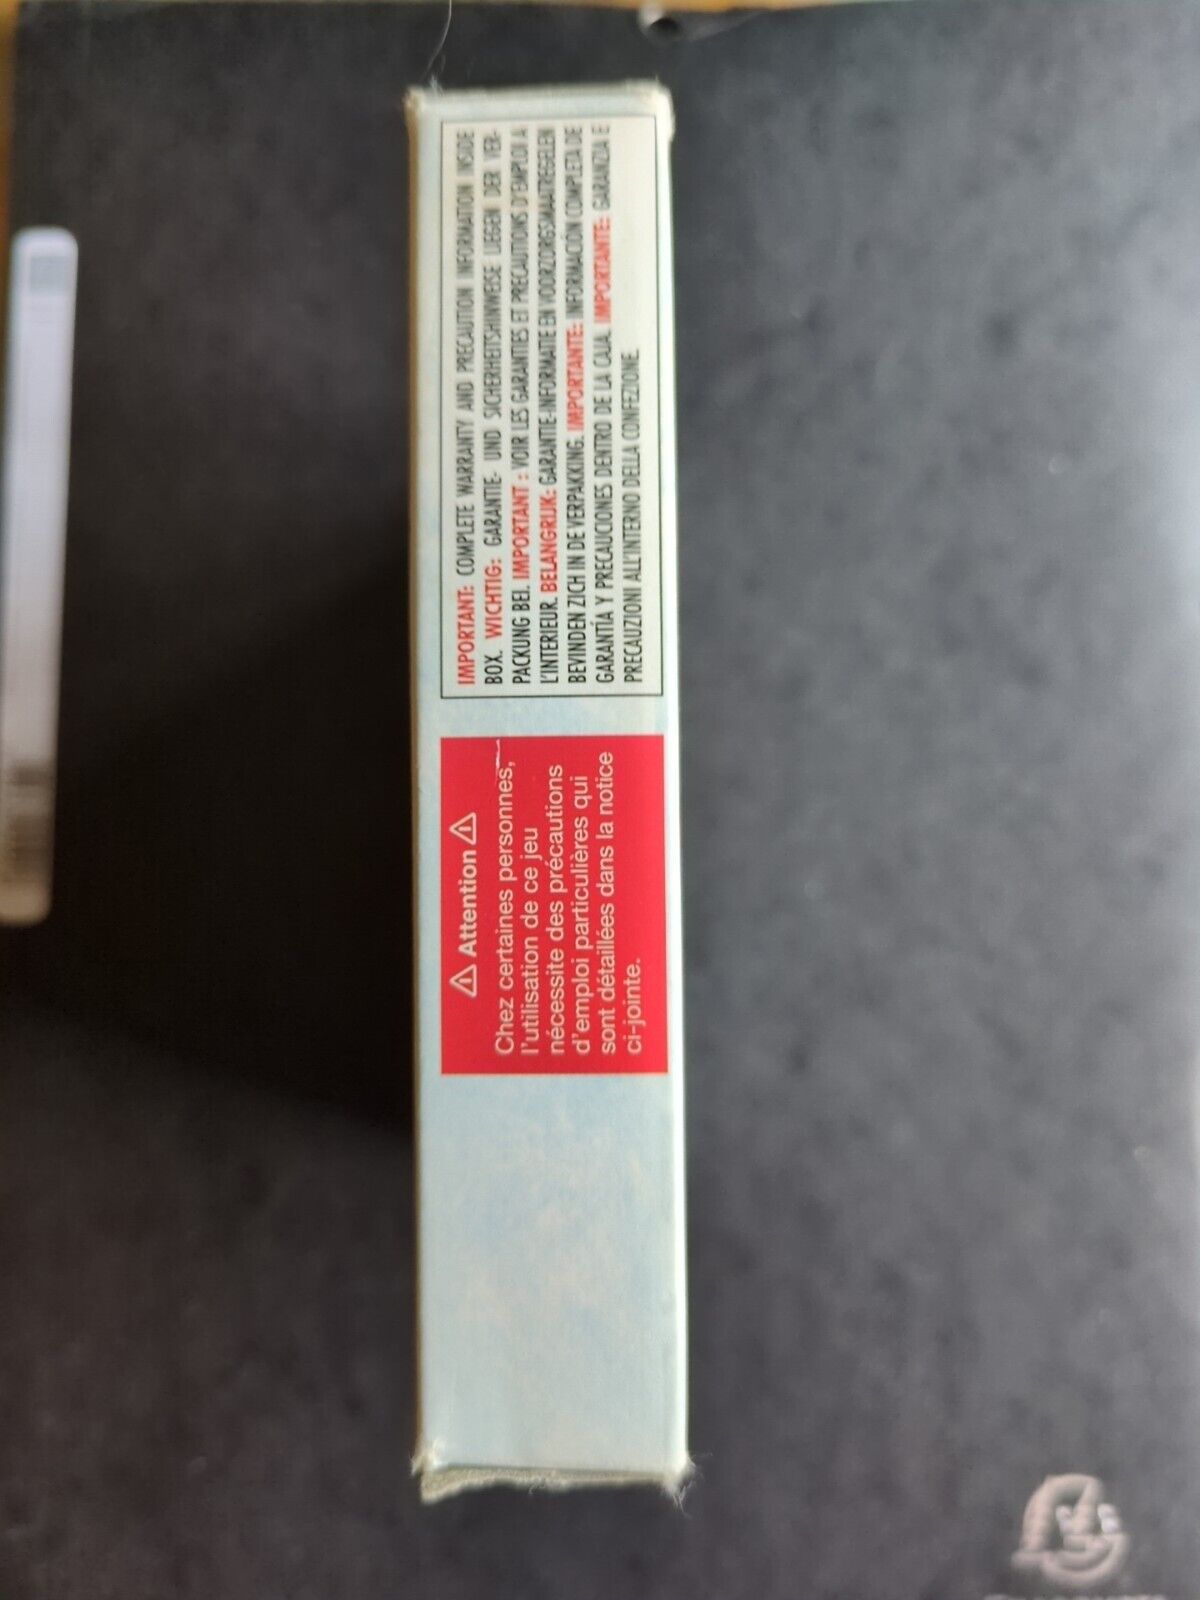 IMPORTANT: COMPLETE WARRANTY AND PRECAUTION INFORMATION INSIDE
BOX. WICHTIG: GARANTIE- UND SICHERHEITSHINWEISE LIEGEN DER VER-
PACKUNG BEI. IMPORTANT : VOIR LES GARANTIES ET PRECAUTIONS D'EMPLOI A
L'INTERIEUR. BELANGRIJK: GARANTIE-INFORMATIE EN VOORZORGSMAATREGELEN
BEVINDEN ZICH IN DE VERPAKKING. IMPORTANTE: INFORMACIÓN COMPLETA DE
GARANTÍA Y PRECAUCIONES DENTRO DE LA CAJA. IMPORTANTE: GARANZIA E
PRECAUZIONI ALL'INTERNO DELLA CONFEZIONE.
Attention
Chez certaines personnes,
l'utilisation de ce jeu
nécessite des précautions
d'emploi particulières qui
sont détaillées dans la notice
ci-jointe.